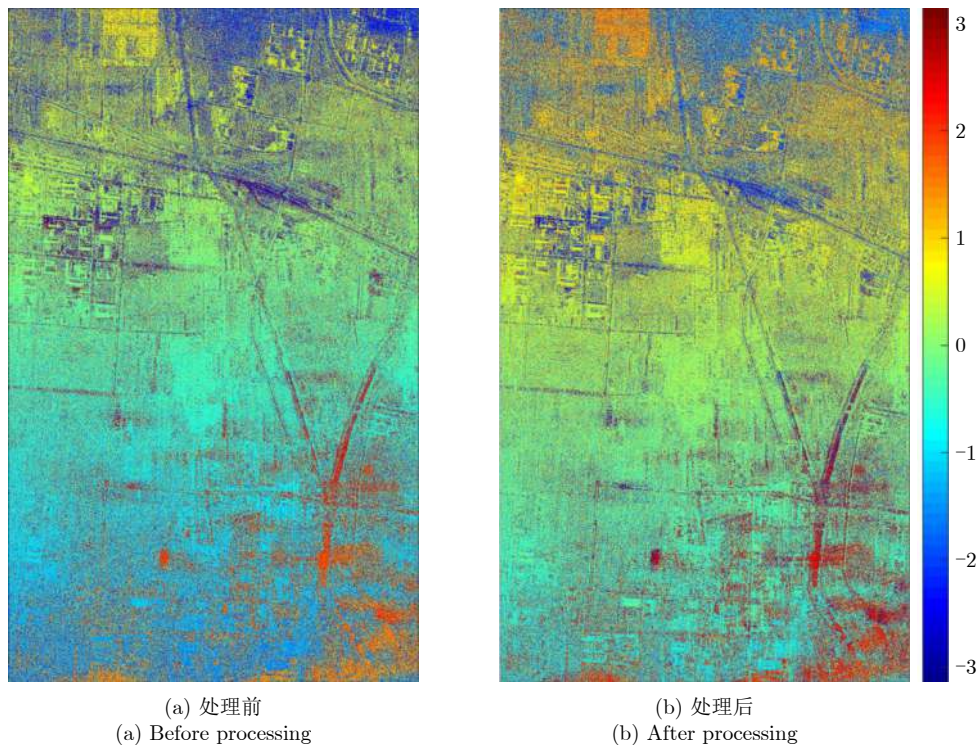 3
2
1
0
−1
−2
−3
(a) 处理前
(a) Before processing
(b) 处理后
(b) After processing